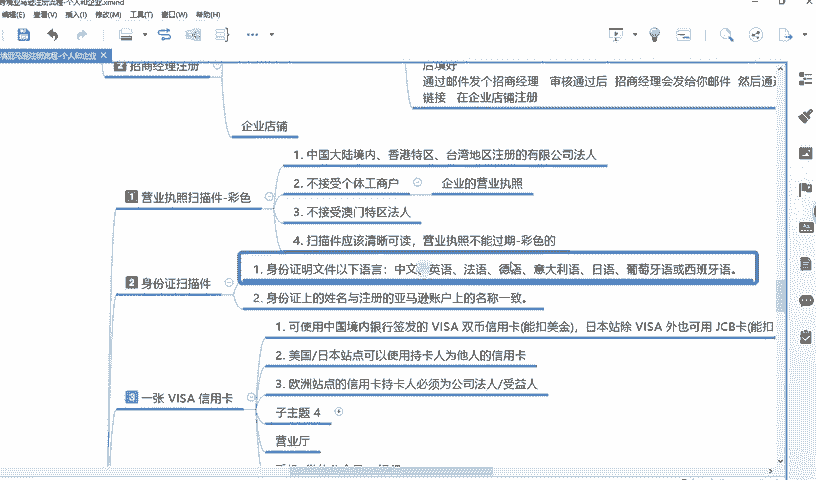 册流程-个人和企业.xmind
编辑(E) 查看(V) 插入(I) 修改(M) 工具(T) 窗口(W) 帮助(H)
亚马逊注册流程-个人和企业
2 招商经理注册
后填好
通过邮件发个招商经理 审核通过后 招商经理会发给你邮件 然后通过
链接 在企业店铺注册
企业店铺
1 营业执照扫描件-彩色
1. 中国大陆境内、香港特区、台湾地区注册的有限公司法人
2. 不接受个体工商户
企业的营业执照
3. 不接受澳门特区法人
4. 扫描件应该清晰可读，营业执照不能过期-彩色的
2 身份证扫描件
1. 身份证明文件以下语言：中文 英语、法语、德语、意大利语、日语、葡萄牙语或西班牙语。
2. 身份证上的姓名与注册的亚马逊账户上的名称一致。
3 一张 VISA 信用卡
1. 可使用中国境内银行签发的 VISA 双币信用卡(能扣美金)，日本站除 VISA 外也可用 JCB卡(能扣
2. 美国/日本站点可以使用持卡人为他人的信用卡
3. 欧洲站点的信用卡持卡人必须为公司法人/受益人
子主题 4
营业厅